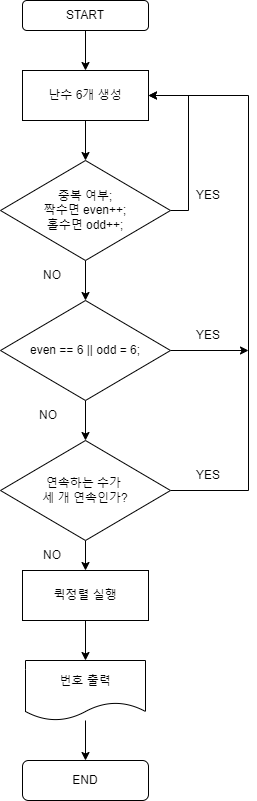 START
난수 6개 생성
중복 여부;
짝수면 even++;
홀수면 odd++;
YES
NO
even == 6 || odd = 6;
YES
NO
연속하는 수가
세 개 연속인가?
YES
NO
퀵정렬 실행
번호 출력
END